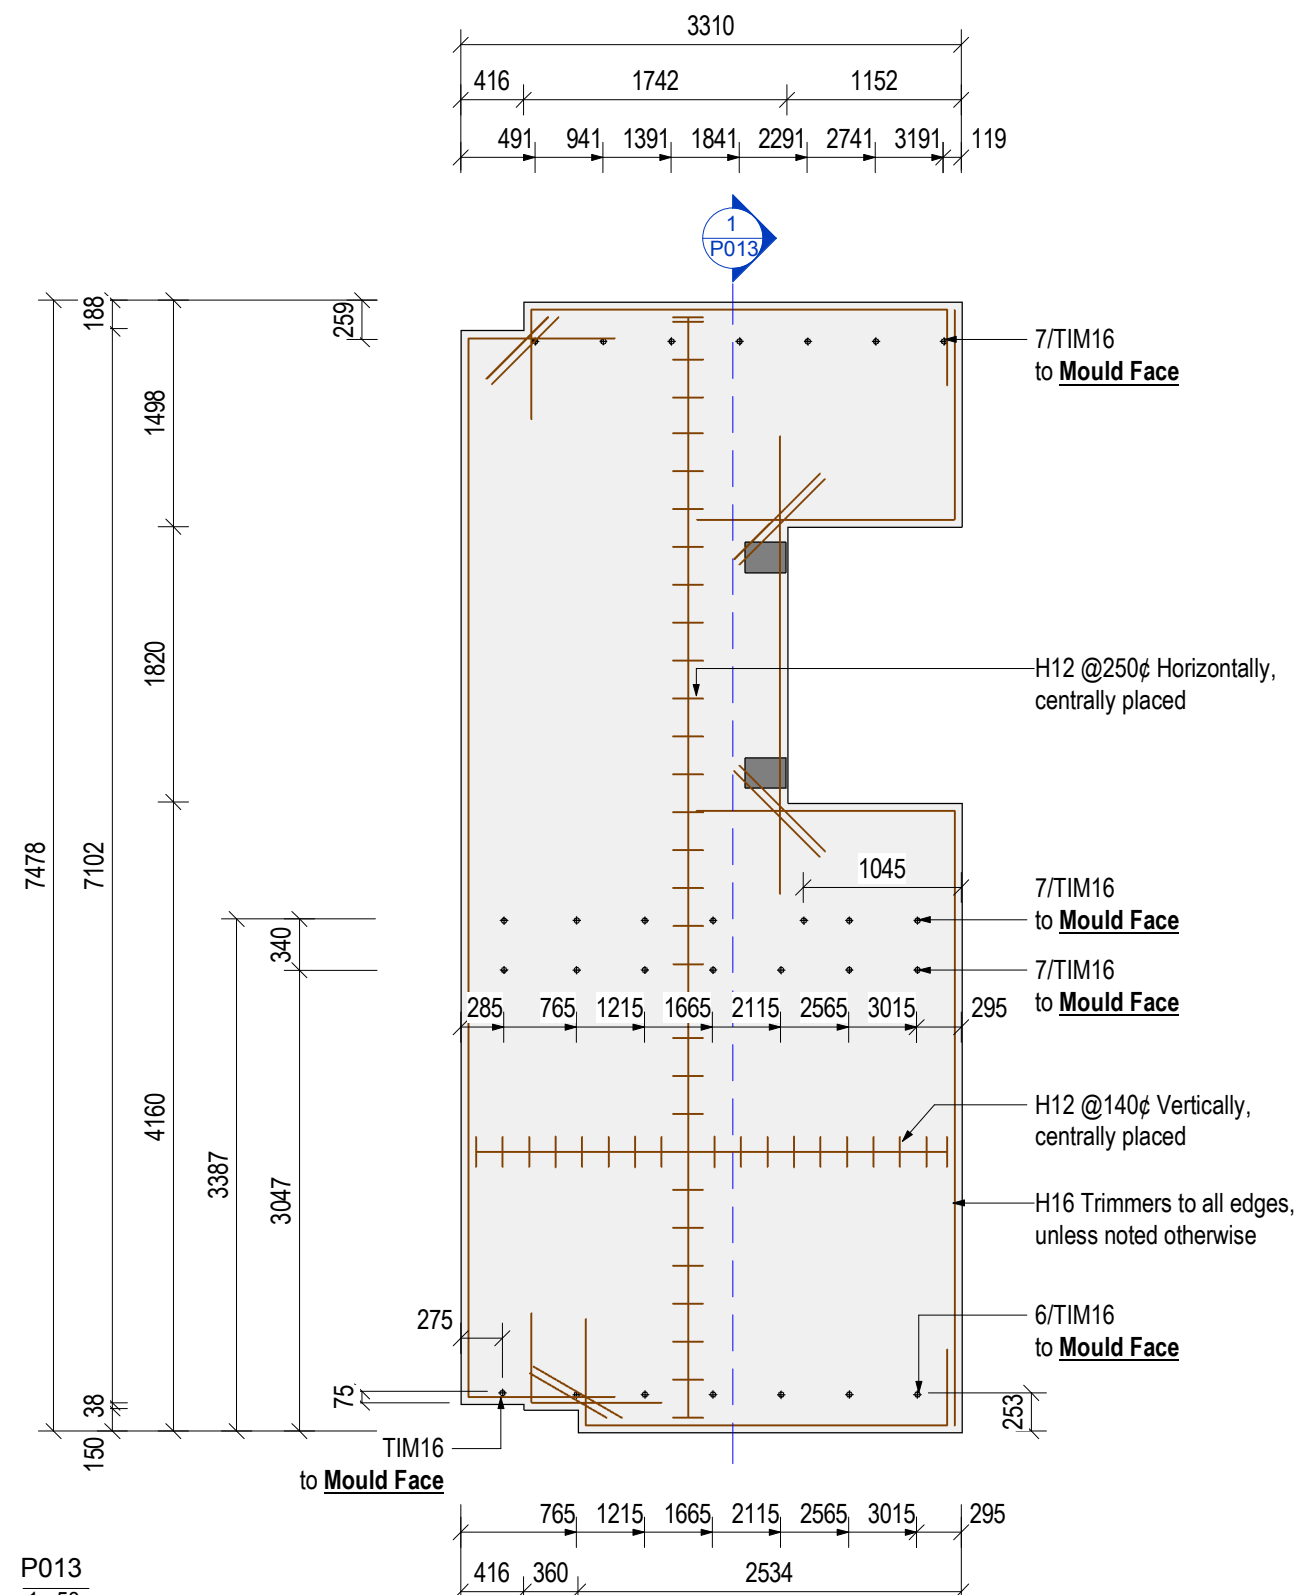 3310
416 1742 1152
491 941 1391 1841 2291 2741 3191 119
1
P013
188
259
7/TIM16
to Mould Face
1498
H12 @250¢ Horizontally,
centrally placed
1820
7478
7102
1045
7/TIM16
to Mould Face
340
7/TIM16
to Mould Face
285 765 1215 1665 2115 2565 3015 295
4160
3387
3047
H12 @140¢ Vertically,
centrally placed
H16 Trimmers to all edges,
unless noted otherwise
275
6/TIM16
to Mould Face
75
38
253
150
TIM16
to Mould Face
765 1215 1665 2115 2565 3015 295
P013
416 360 2534